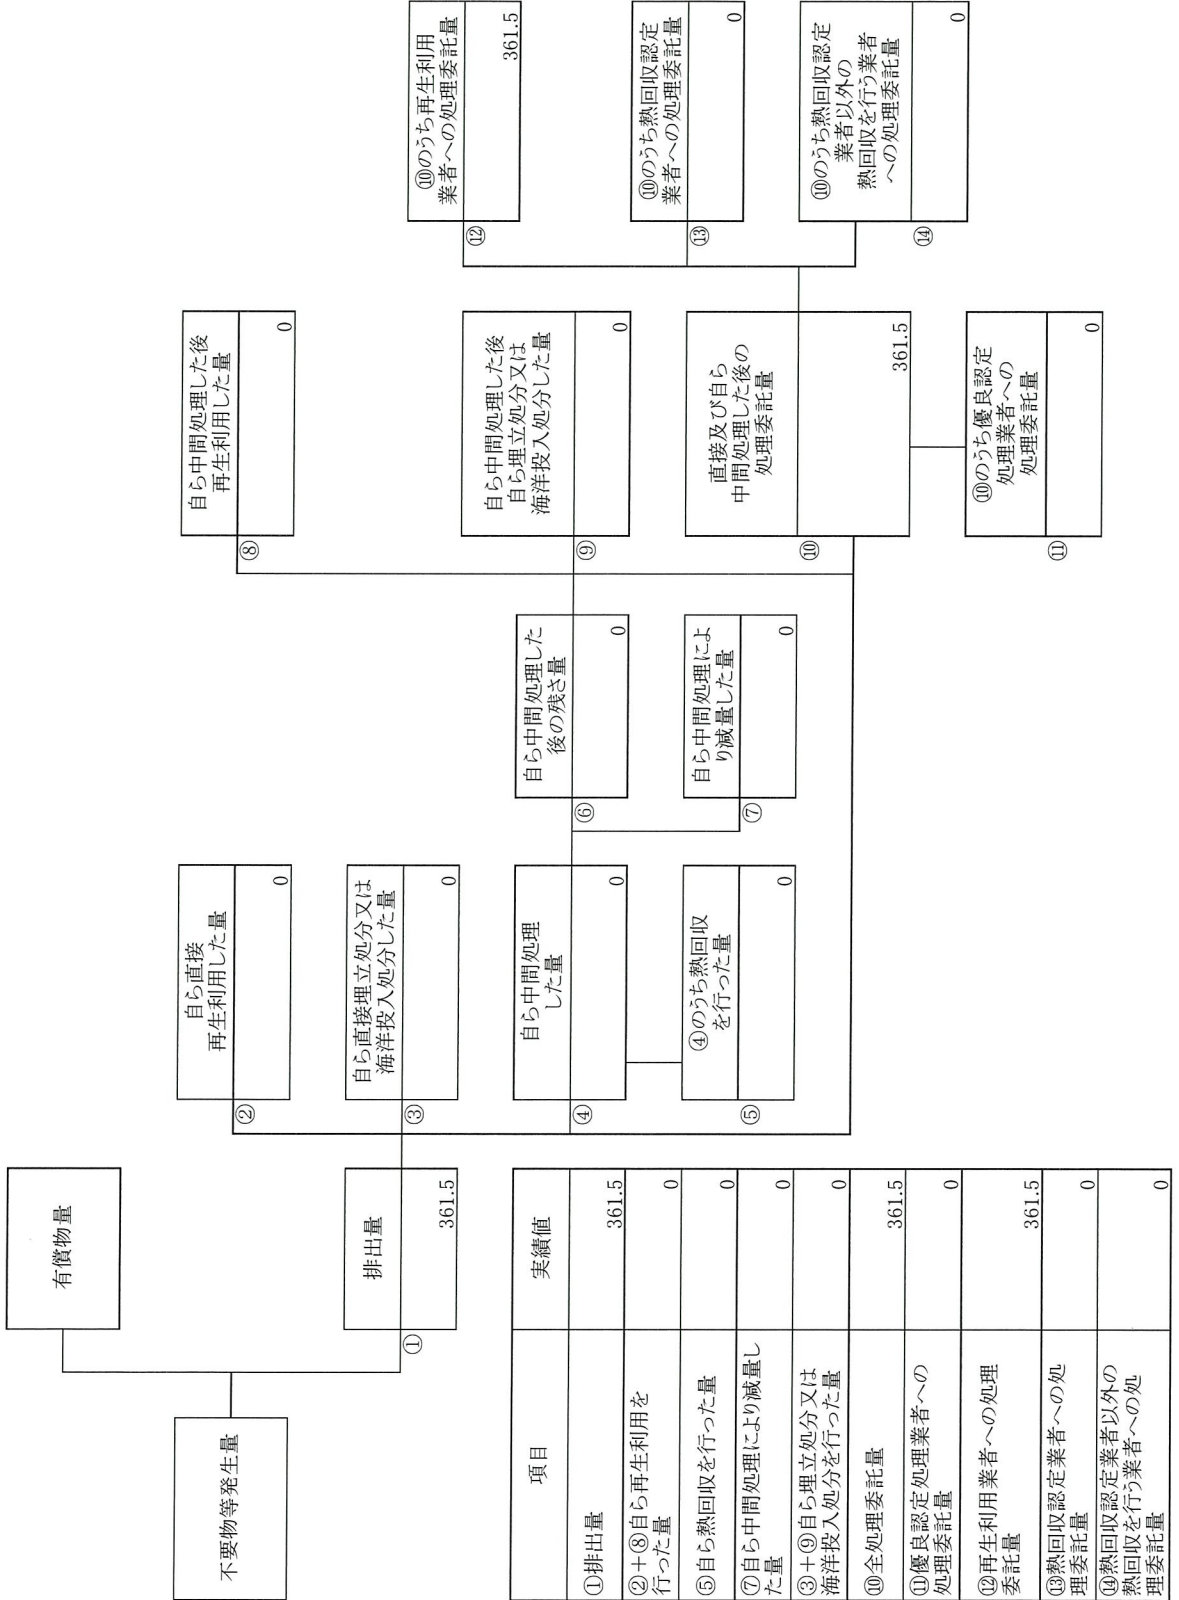 不要物等発生量
有償物量
①
排出量
361.5
②
自ら直接
再生利用した量
0
③
自ら直接埋立処分又は
海洋投入処分した量
0
④
自ら中間処理
した量
0
⑤
④のうち熱回収
を行った量
0
⑥
自ら中間処理した
後の残さ量
0
⑦
自ら中間処理によ
り減量した量
0
⑧
自ら中間処理した後
再生利用した量
0
⑨
自ら中間処理した後
自ら埋立処分又は
海洋投入処分した量
0
⑩
直接及び自ら
中間処理した後の
処理委託量
361.5
⑪
⑩のうち優良認定
処理業者への
処理委託量
0
⑫
⑩のうち再生利用
業者への処理委託量
361.5
⑬
⑩のうち熱回収認定
業者への処理委託量
0
⑭
⑩のうち熱回収認定
業者以外の
熱回収を行う業者
への処理委託量
0
項目
実績値
①排出量
361.5
②+⑧自ら再生利用を
行った量
0
⑤自ら熱回収を行った量
0
⑦自ら中間処理により減量し
た量
0
③+⑨自ら埋立処分又は
海洋投入処分を行った量
0
⑩全処理委託量
361.5
⑪優良認定処理業者への
処理委託量
0
⑫再生利用業者への処理
委託量
361.5
⑬熱回収認定業者への処
理委託量
0
⑭熱回収認定業者以外の
熱回収を行う業者への処
理委託量
0